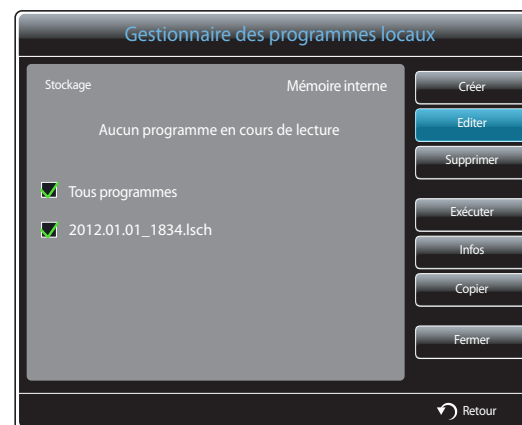 Gestionnaire des programmes locaux
Stockage
Mémoire interne
Aucun programme en cours de lecture
Tous programmes
2012.01.01_1834.lsch
Créer
Editer
Supprimer
Exécuter
Infos
Copier
Fermer
Retour